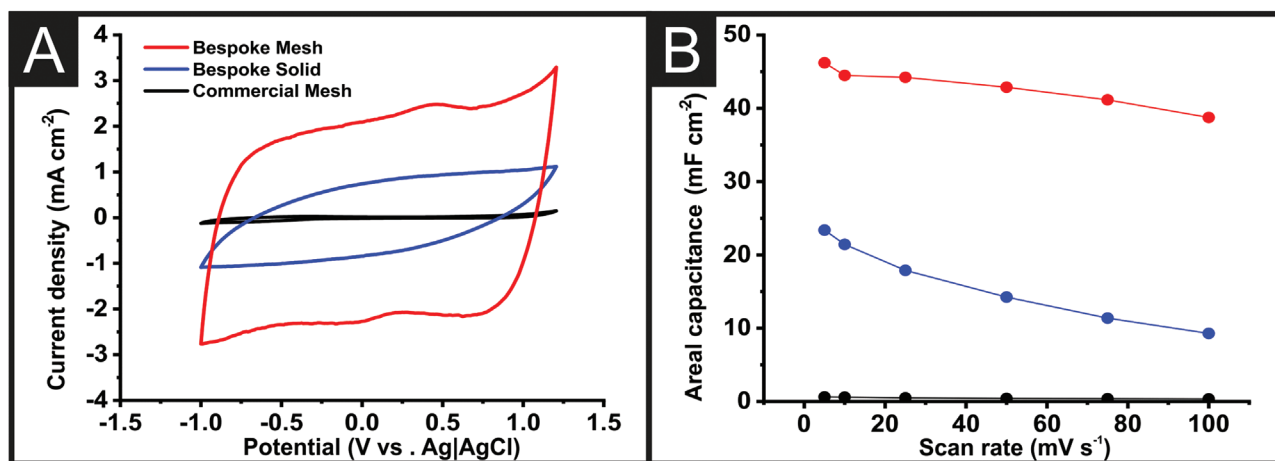 A
Bespoke Mesh
Bespoke Solid
Commercial Mesh
Current density (mA cm-2)
4
3
2
1
0
-1
-2
-3
-4
-1.5 -1.0 -0.5 0.0 0.5 1.0 1.5
Potential (V vs . Ag|AgCl)
B
Areal capacitance (mF cm-2)
50
40
30
20
10
0
0 20 40 60 80 100
Scan rate (mV s-1)